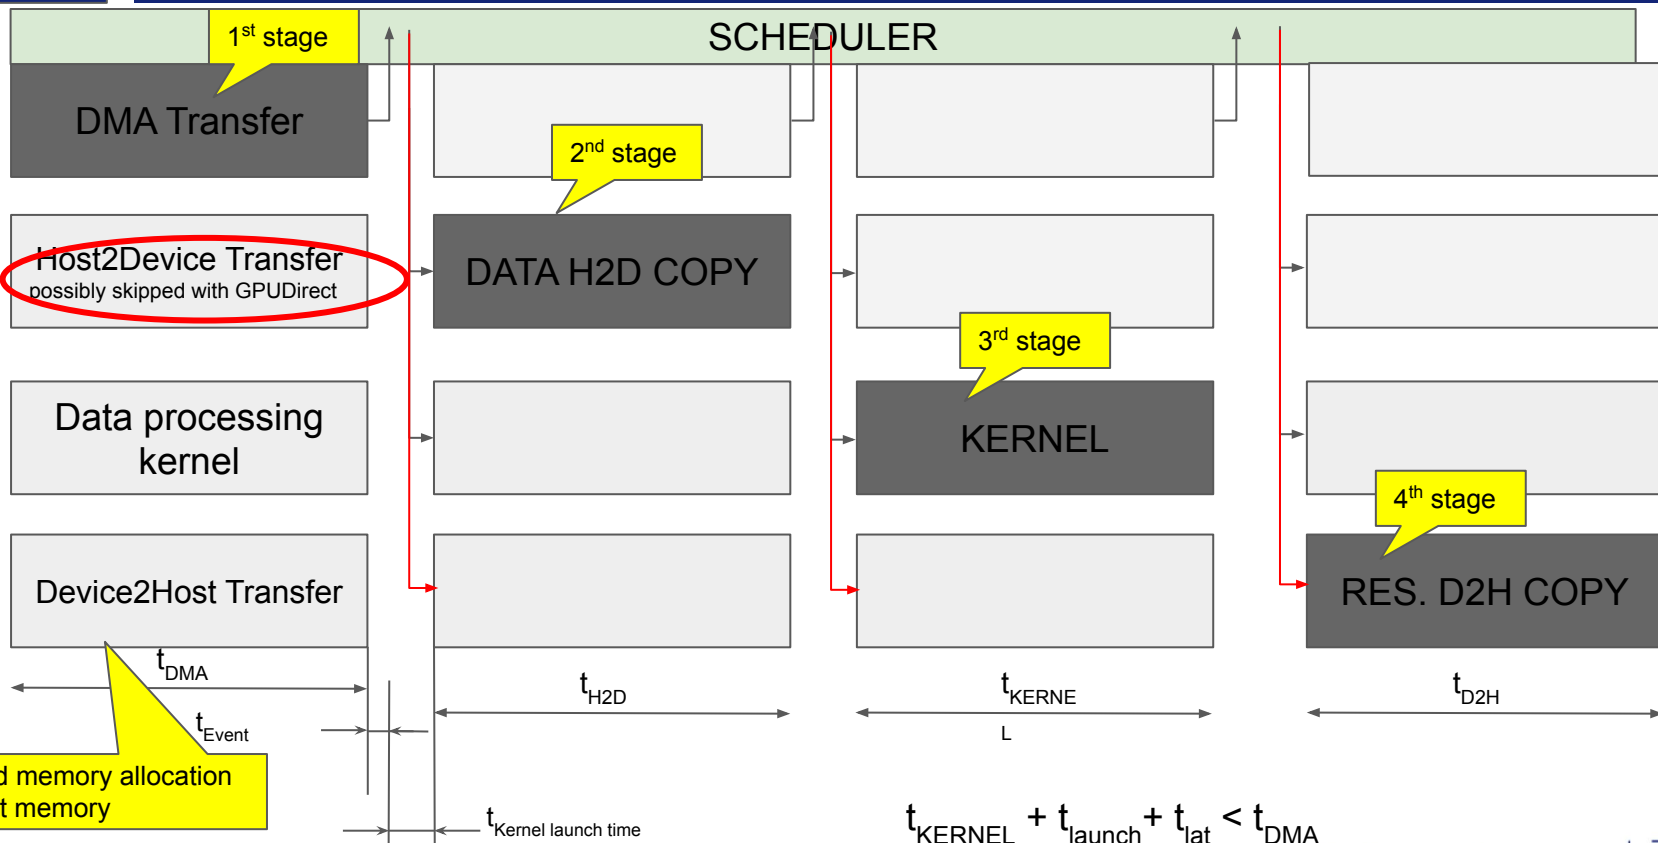 SCHEDULER
1st stage
DMA Transfer
2nd stage
Host2Device Transfer
possibly skipped with GPUDirect
DATA H2D COPY
3rd stage
Data processing
kernel
KERNEL
4th stage
Device2Host Transfer
RES. D2H COPY
tDMA
tH2D
tKERNE
L
tD2H
tEvent
memory allocation
memory
tKernel launch time
tKERNEL + tlaunch+ tlat < tDMA